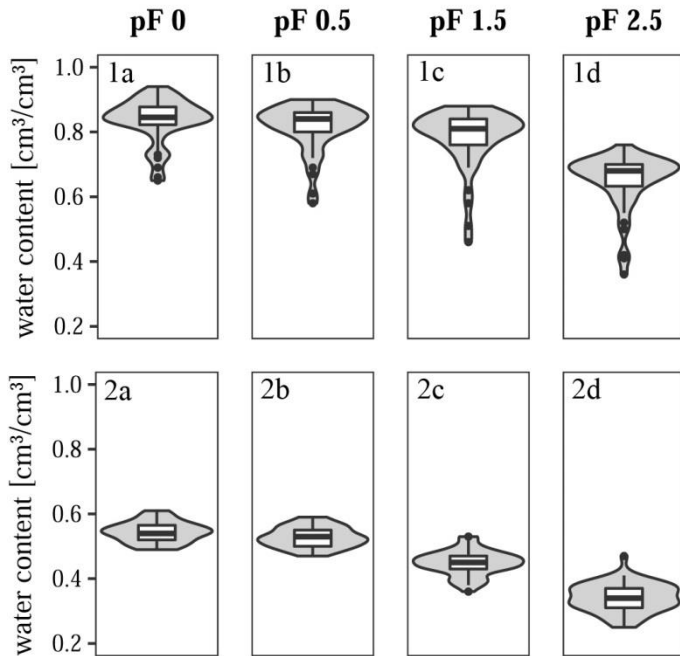 pF 0 pF 0.5 pF 1.5 pF 2.5
water content [cm³/cm³]
1.0
0.8
0.6
0.4
0.2
1a 1b 1c 1d
water content [cm³/cm³]
1.0
0.8
0.6
0.4
0.2
2a 2b 2c 2d